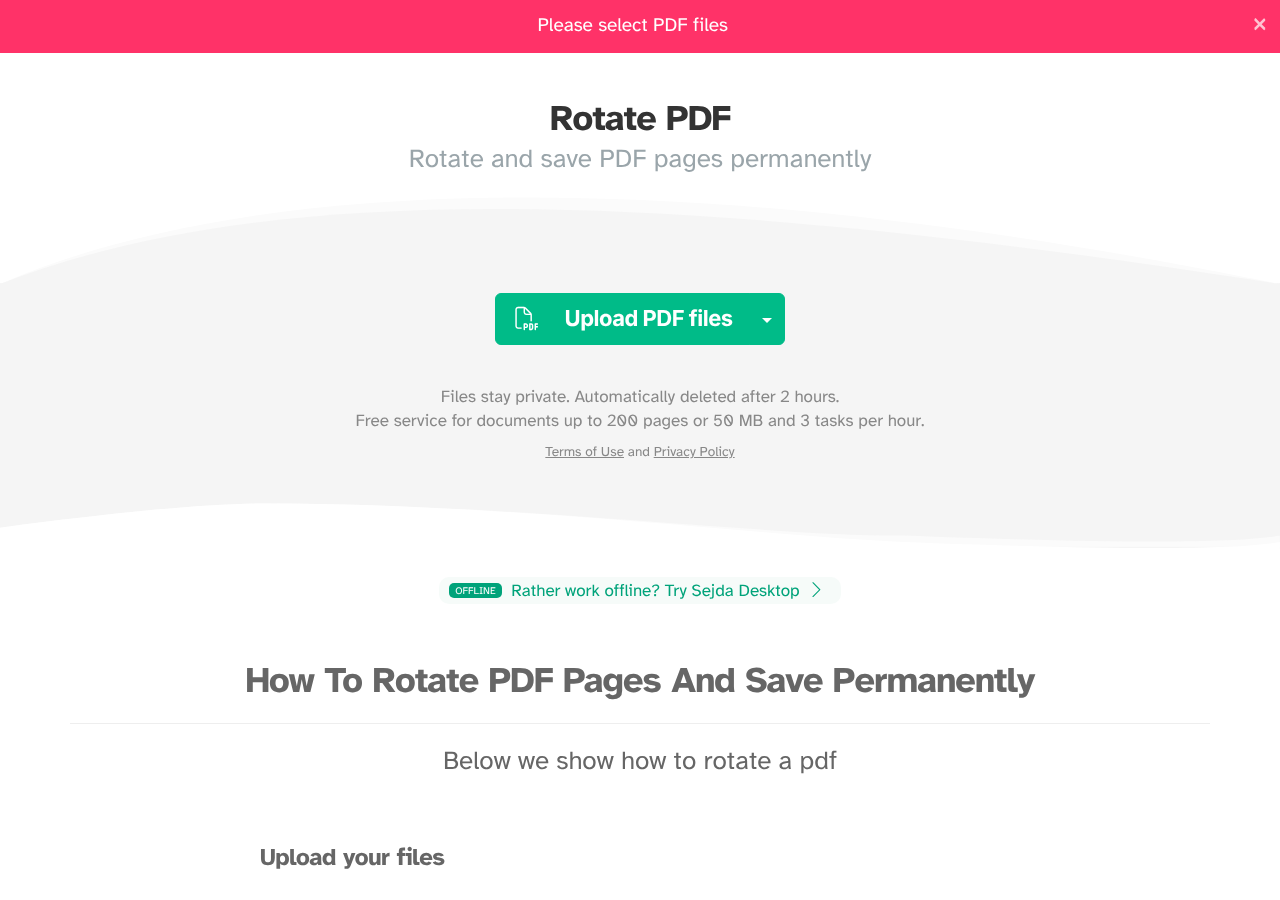 Please select PDF files
×
Rotate PDF
Rotate and save PDF pages permanently
PDF
Upload PDF files
Files stay private. Automatically deleted after 2 hours.
Free service for documents up to 200 pages or 50 MB and 3 tasks per hour.
Terms of Use and Privacy Policy
OFFLINE Rather work offline? Try Sejda Desktop
How To Rotate PDF Pages And Save Permanently
Below we show how to rotate a pdf
Upload your files